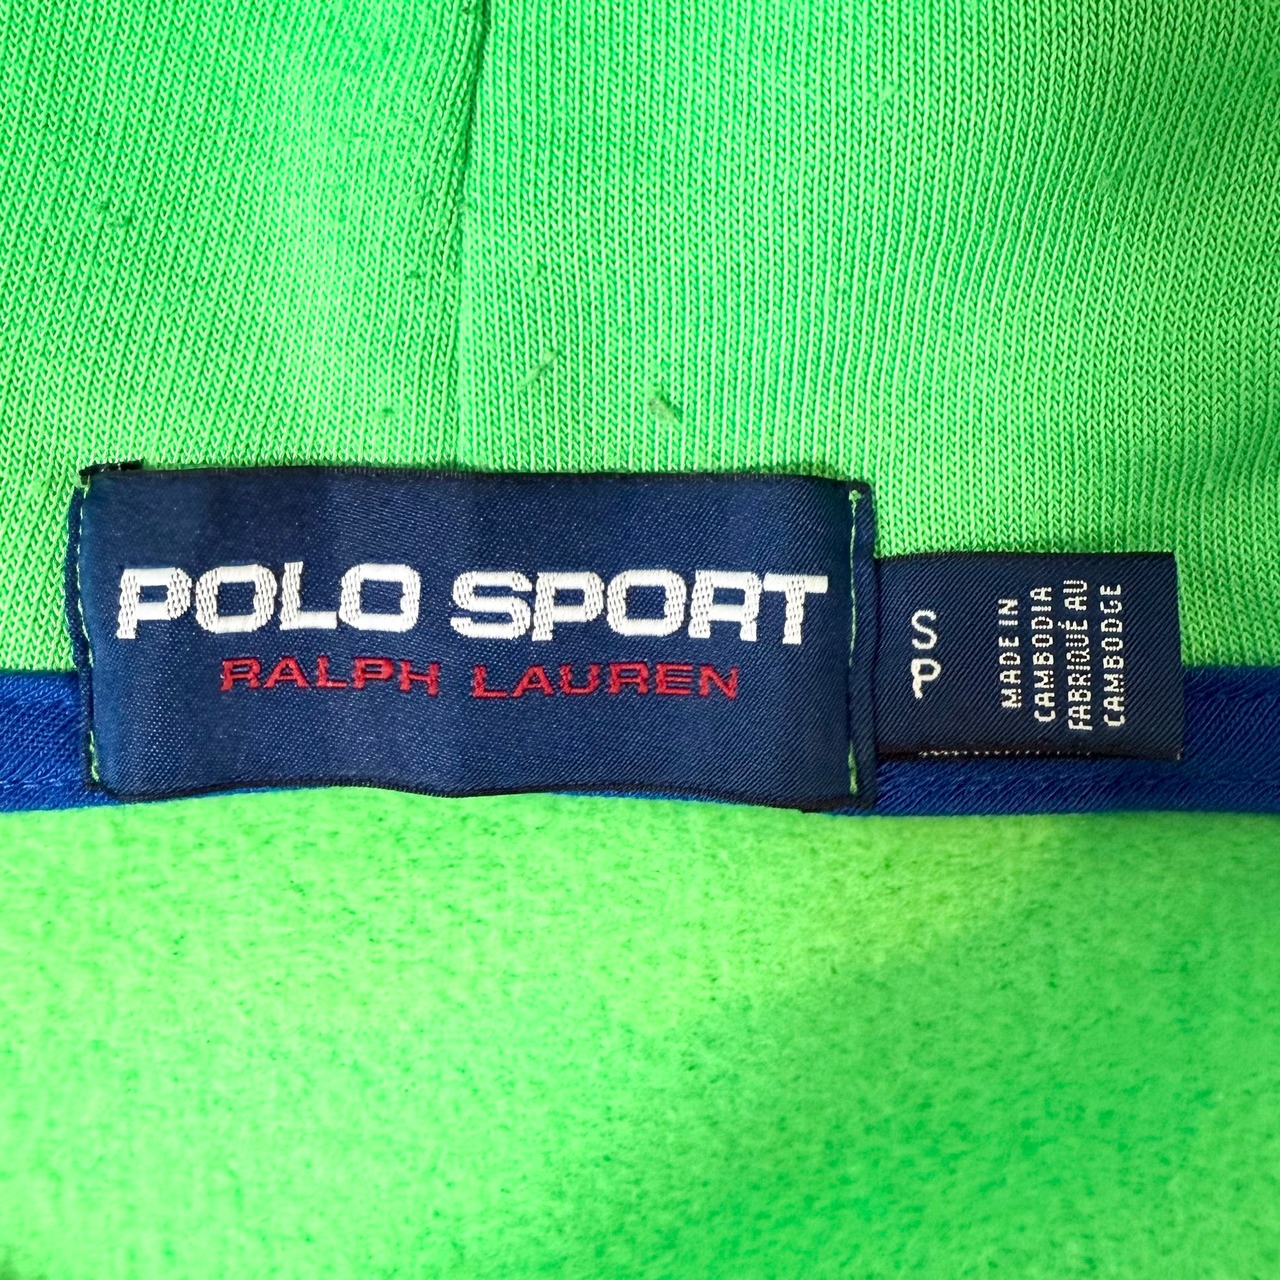 POLO SPORT
RALPH LAUREN
S
P
MADE IN
CAMBODIA
FABRIQUÉ AU
CAMBODGE